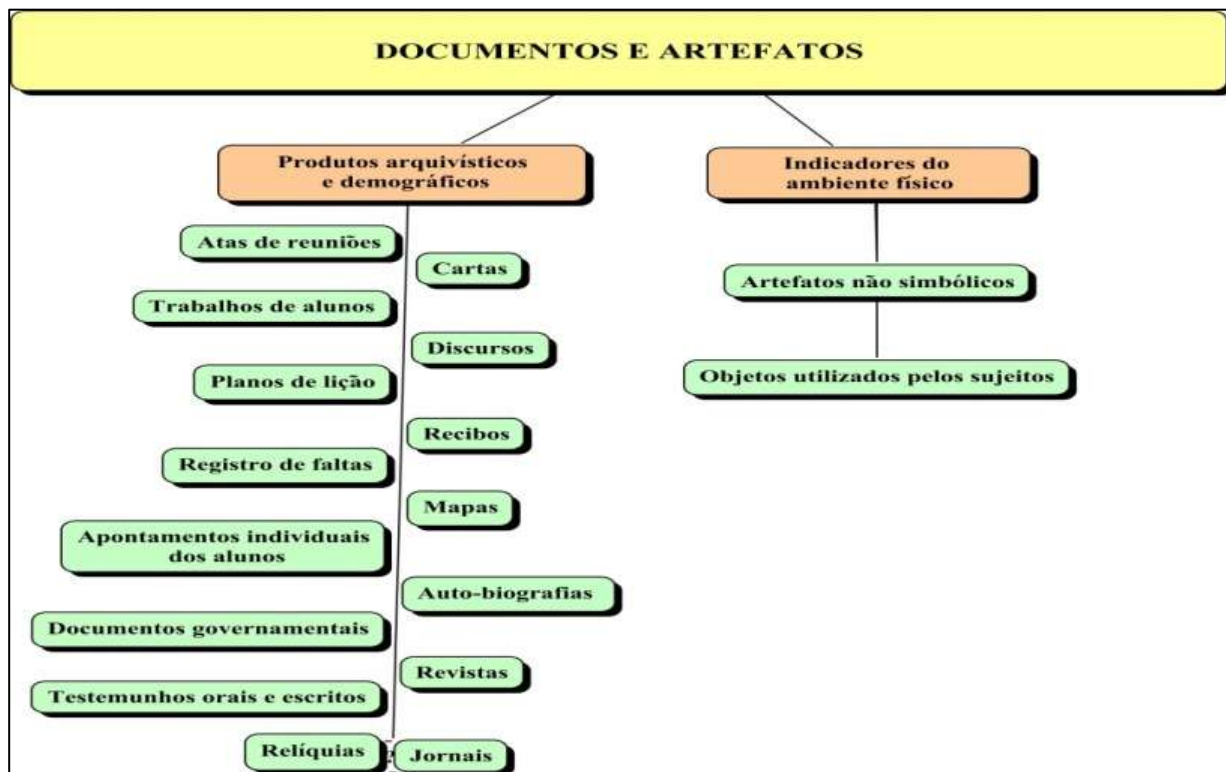 DOCUMENTOS E ARTEFATOS
Produtos arquivísticos
e demográficos
Indicadores do
ambiente físico
Atas de reuniões
Cartas
Artefatos não simbólicos
Trabalhos de alunos
Discursos
Planos de lição
Objetos utilizados pelos sujeitos
Recibos
Registro de faltas
Mapas
Apontamentos individuais
dos alunos
Auto-biografias
Documentos governamentais
Revistas
Testemunhos orais e escritos
Relíquias
Jornais